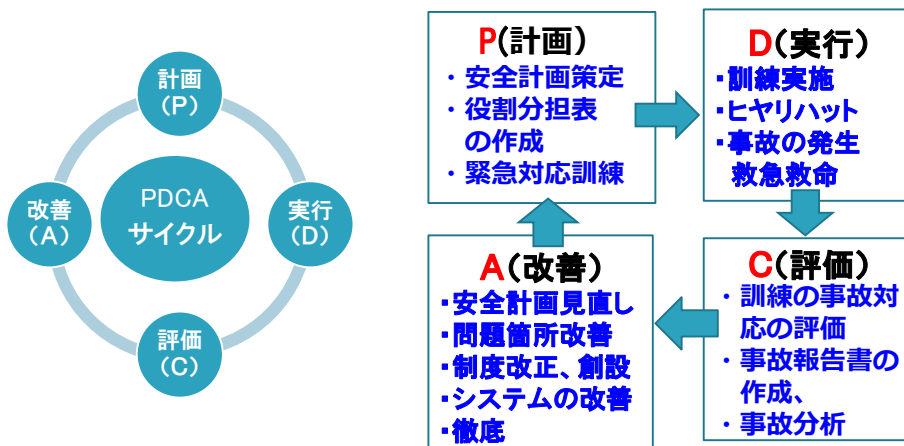 計画
(P)
改善
(A)
PDCA
サイクル
実行
(D)
評価
(C)
P(計画)
・安全計画策定
・役割分担表
の作成
・緊急対応訓練
D(実行)
・訓練実施
・ヒヤリハット
・事故の発生
救急救命
A(改善)
・安全計画見直し
・問題箇所改善
・制度改正、創設
・システムの改善
・徹底
C(評価)
・訓練の事故対
応の評価
・事故報告書の
作成、
・事故分析